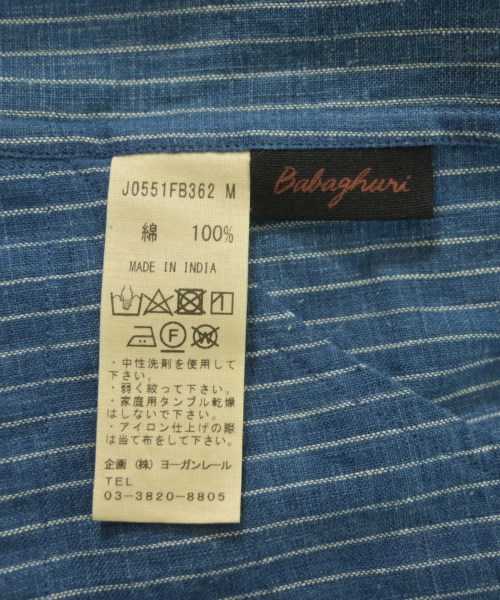 J0551FB362 M
Babaghuri
綿 100%
MADE IN INDIA
・中性洗剤を使用して
下さい。
・弱く絞って下さい。
・家庭用タンブル乾燥
はしないで下さい。
・アイロン仕上げの際
は当て布をして下さい。
企画 (株) ヨーガンレール
TEL
03-3820-8805